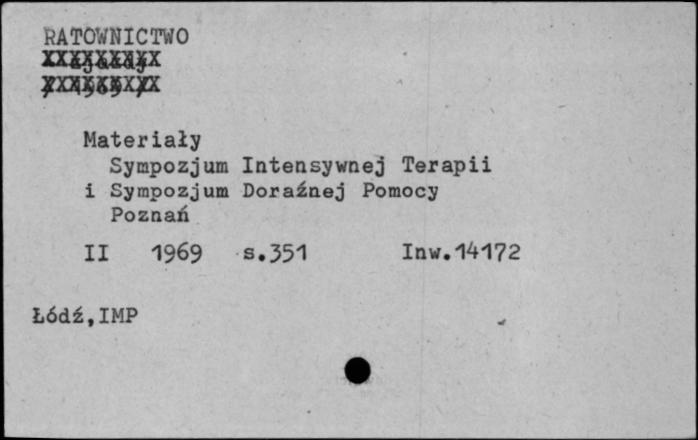 RATOWNICTWO
Materiały
Sympozjum Intensywnej Terapii
i Sympozjum Doraźnej Pomocy
Poznań
II 1969 s.351 Inw.14172
Łódź,IMP